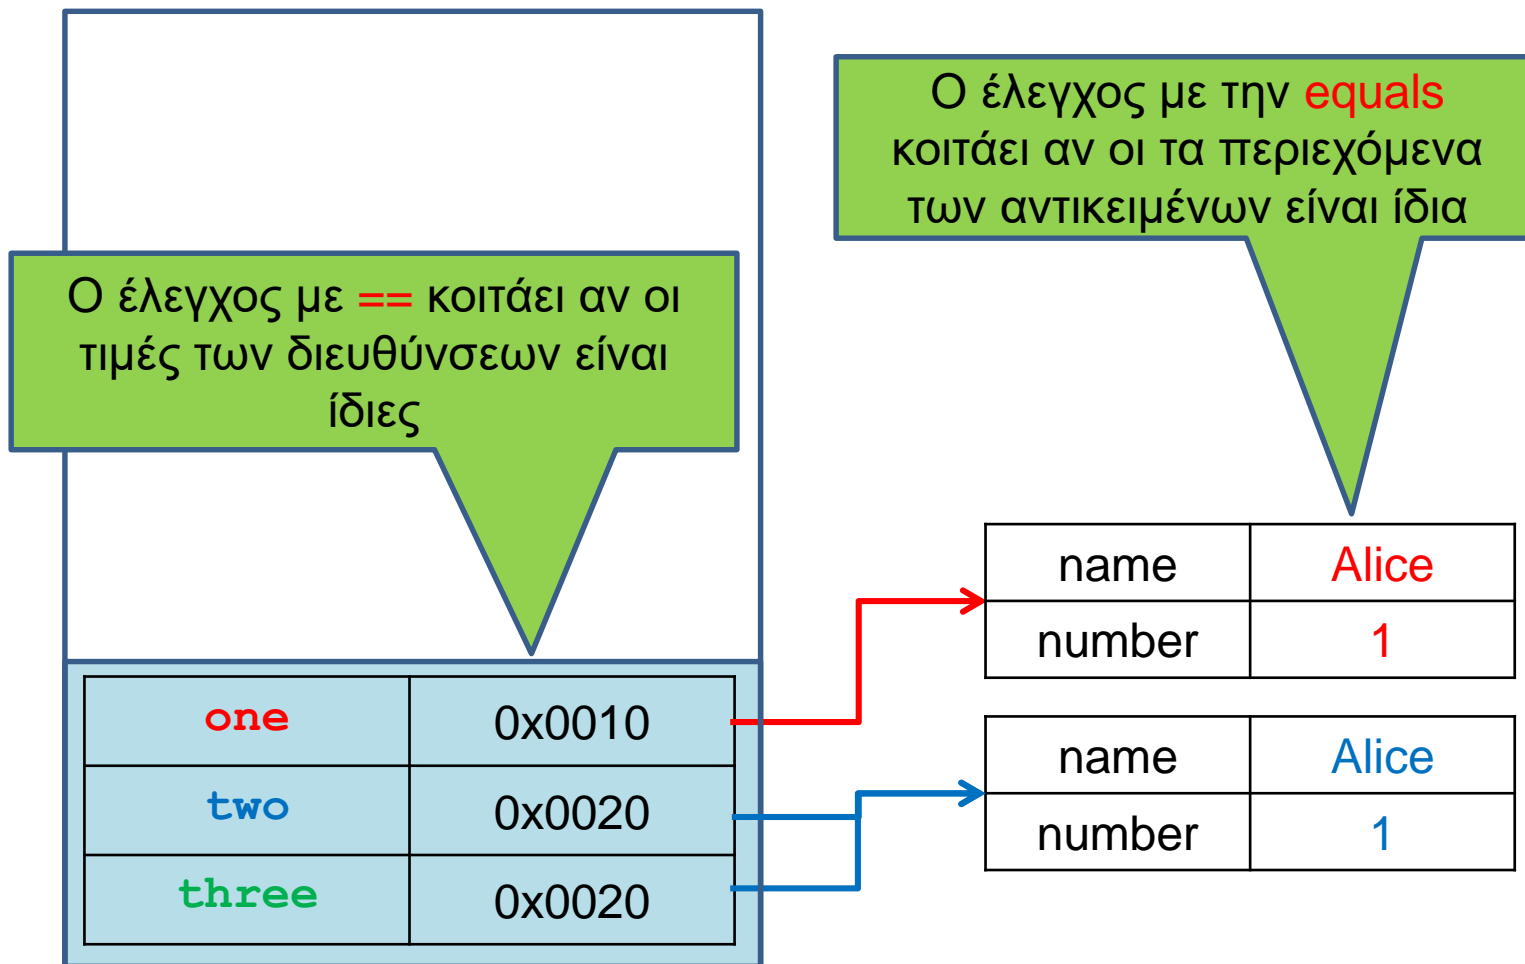 Ο έλεγχος με την equals
κοιτάει αν οι τα περιεχόμενα
των αντικειμένων είναι ίδια
Ο έλεγχος με == κοιτάει αν οι
τιμές των διευθύνσεων είναι
ίδιες
name Alice
number 1
one 0x0010
two 0x0020
three 0x0020
name Alice
number 1